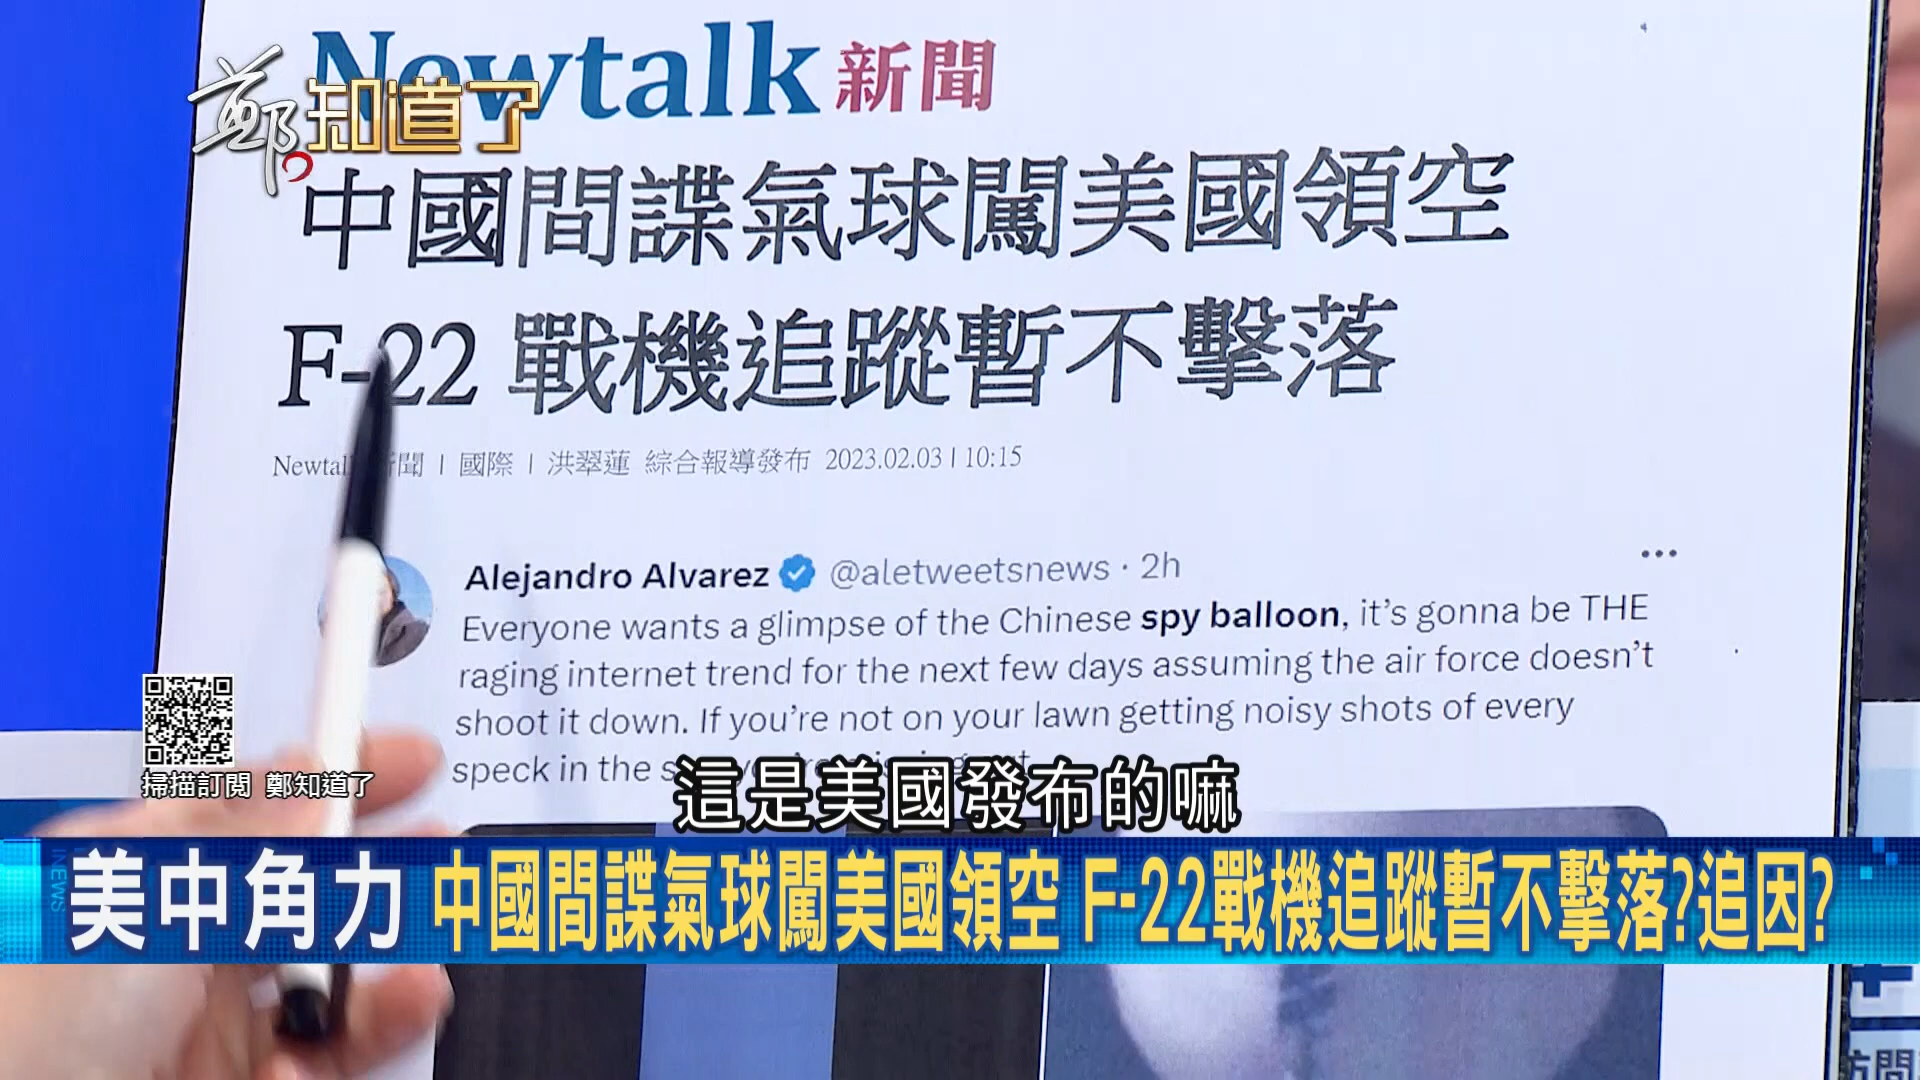 Newtalk 新聞
鄭知道了
中國間諜氣球闖美國領空
F-22 戰機追蹤暫不擊落
Newtal 聞 | 國際 | 洪翠蓮 綜合報導發布 2023.02.03 | 10:15
Alejandro Alvarez @aletweetsnews · 2h
Everyone wants a glimpse of the Chinese spy balloon, it's gonna be THE
raging internet trend for the next few days assuming the air force doesn't
shoot it down. If you're not on your lawn getting noisy shots of every
speck in the
掃描訂閱 鄭知道了
這是美國發布的嘛
IN NEWS
美中角力 中國間諜氣球闖美國領空 F-22戰機追蹤暫不擊落?追因?
訪問